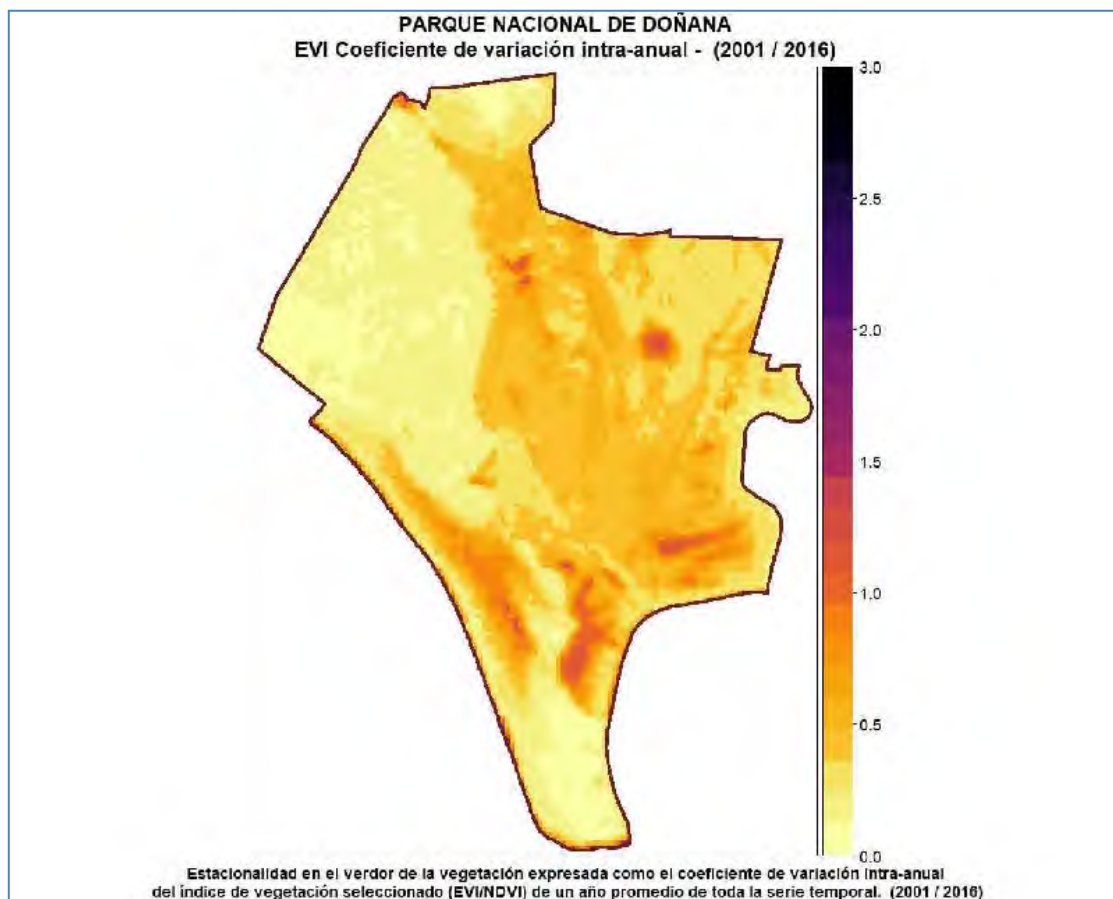 PARQUE NACIONAL DE DOÑANA
EVI Coeficiente de variación intra-anual - (2001 / 2016)
3.0
2.5
2.0
1.5
1.0
0.5
0.0
Estacionalidad en el verdor de la vegetación expresada como el coeficiente de variación intra-anual
del índice de vegetación seleccionado (EVI/NDVI) de un año promedio de toda la serie temporal. (2001 / 2016)